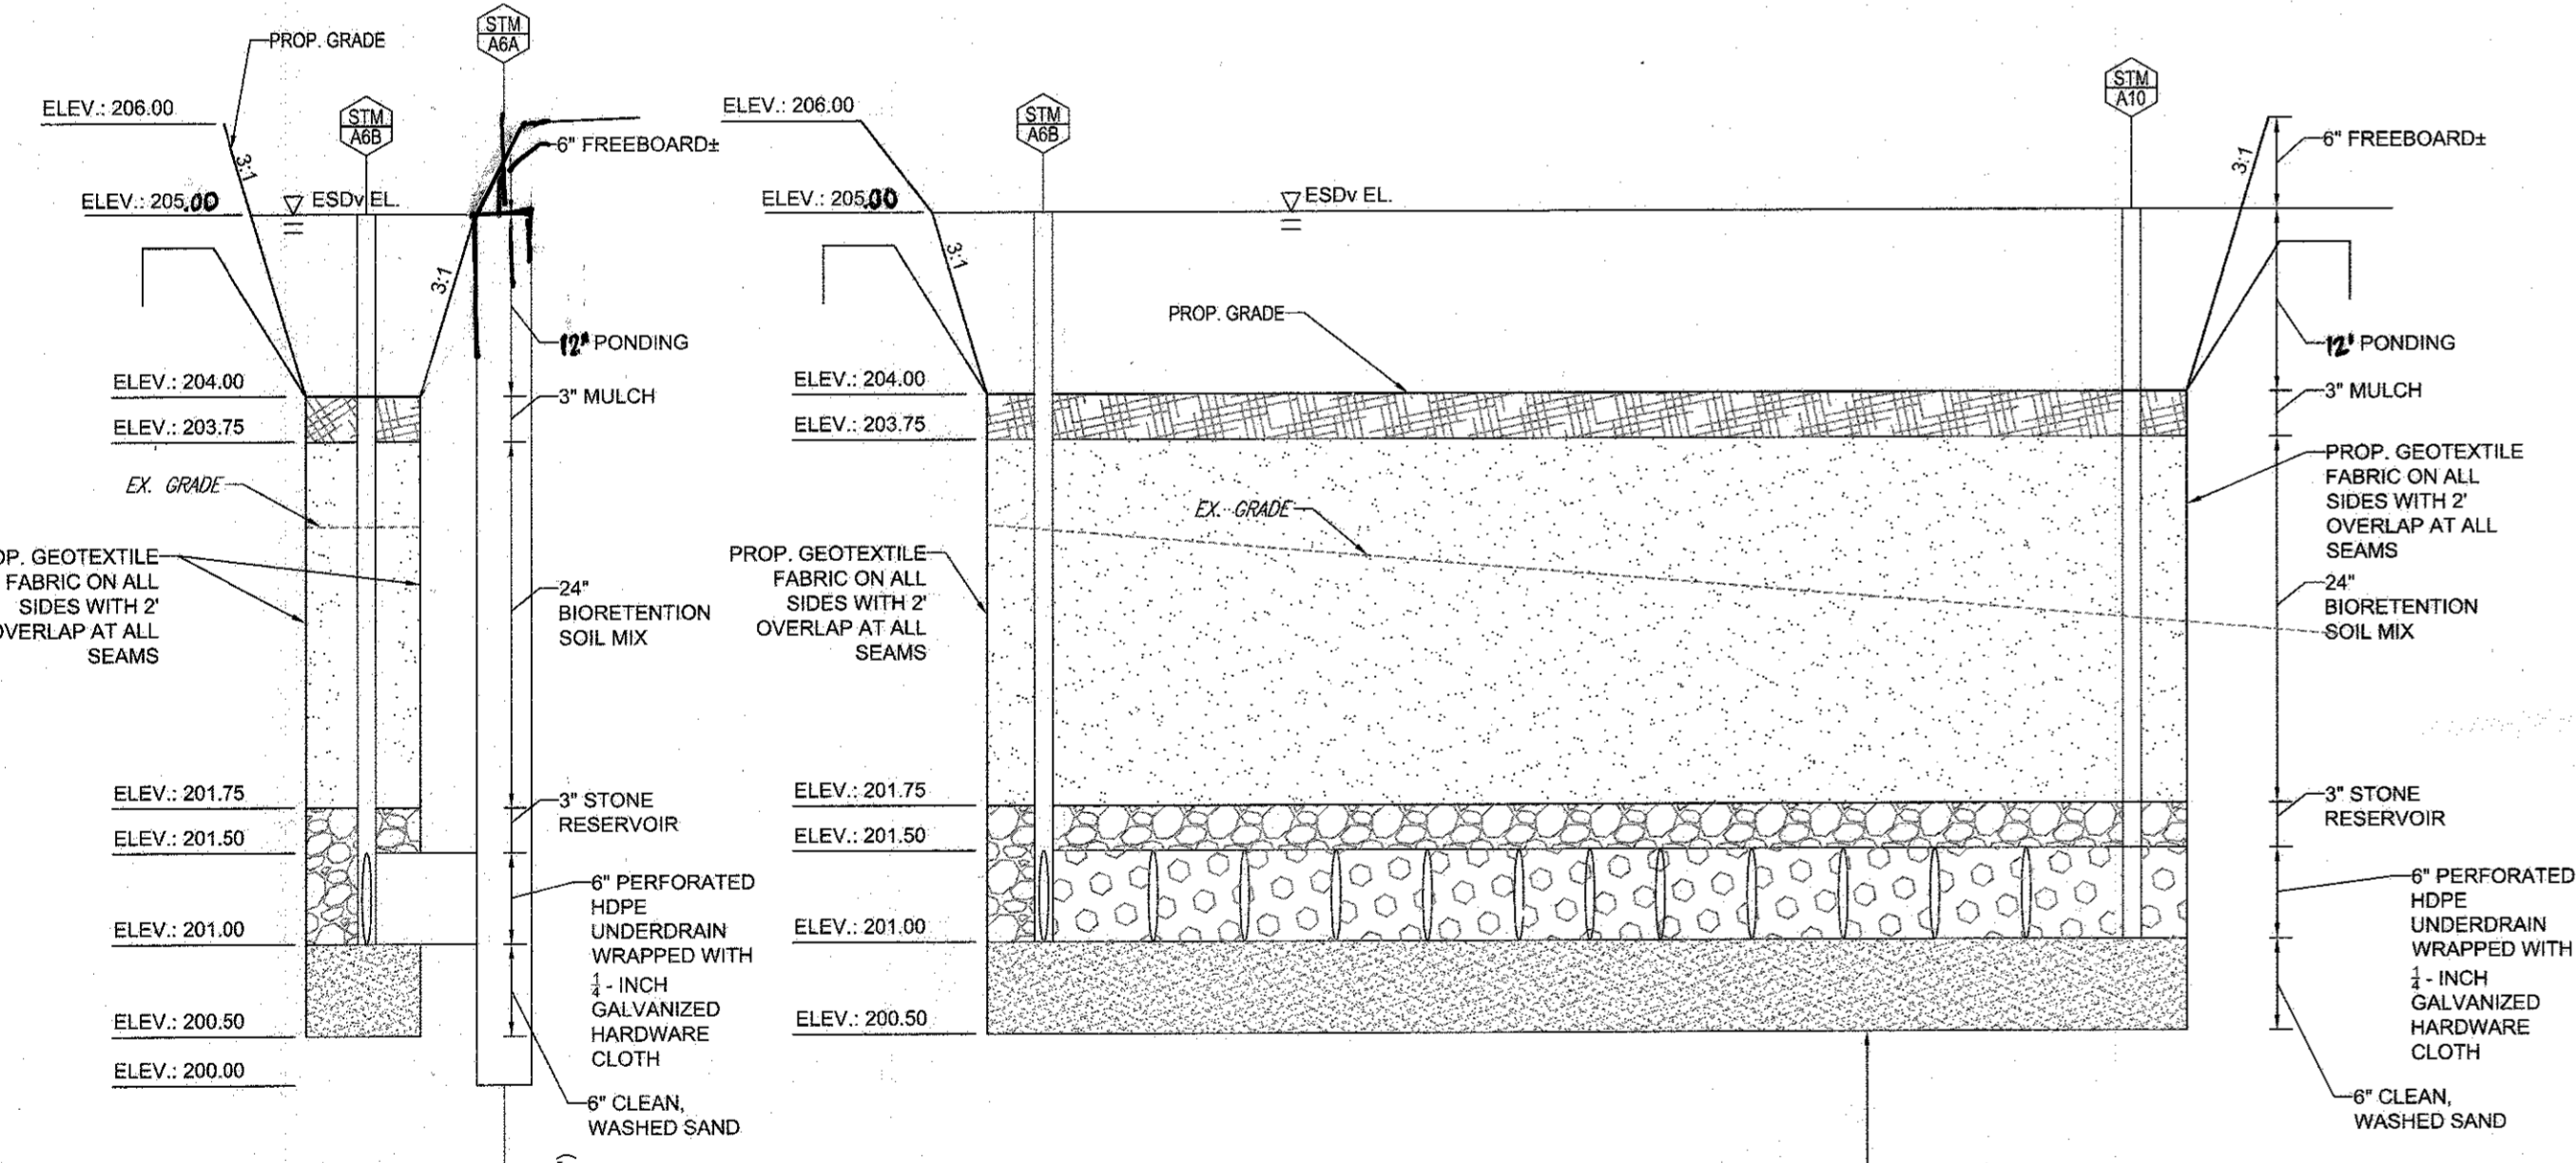 STM
A6A
PROP. GRADE
ELEV.: 206.00
STM
A6B
3:1
6" FREEBOARD±
ELEV.: 205.00
ESDv EL.
3:1
12" PONDING
ELEV.: 204.00
3" MULCH
ELEV.: 203.75
EX. GRADE
OP. GEOTEXTILE
FABRIC ON ALL
SIDES WITH 2'
OVERLAP AT ALL
SEAMS
24"
BIORETENTION
SOIL MIX
ELEV.: 201.75
3" STONE
RESERVOIR
ELEV.: 201.50
6" PERFORATED
HDPE
UNDERDRAIN
WRAPPED WITH
1/4 - INCH
GALVANIZED
HARDWARE
CLOTH
ELEV.: 201.00
ELEV.: 200.50
ELEV.: 200.00
6" CLEAN,
WASHED SAND
ELEV.: 206.00
STM
A6B
STM
A10
6" FREEBOARD±
3:1
ELEV.: 205.00
ESDv EL.
3:1
PROP. GRADE
12' PONDING
ELEV.: 204.00
3" MULCH
ELEV.: 203.75
PROP. GEOTEXTILE
FABRIC ON ALL
SIDES WITH 2'
OVERLAP AT ALL
SEAMS
EX. GRADE
PROP. GEOTEXTILE
FABRIC ON ALL
SIDES WITH 2'
OVERLAP AT ALL
SEAMS
24"
BIORETENTION
SOIL MIX
ELEV.: 201.75
3" STONE
RESERVOIR
ELEV.: 201.50
6" PERFORATED
HDPE
UNDERDRAIN
WRAPPED WITH
1/4 - INCH
GALVANIZED
HARDWARE
CLOTH
ELEV.: 201.00
ELEV.: 200.50
6" CLEAN,
WASHED SAND